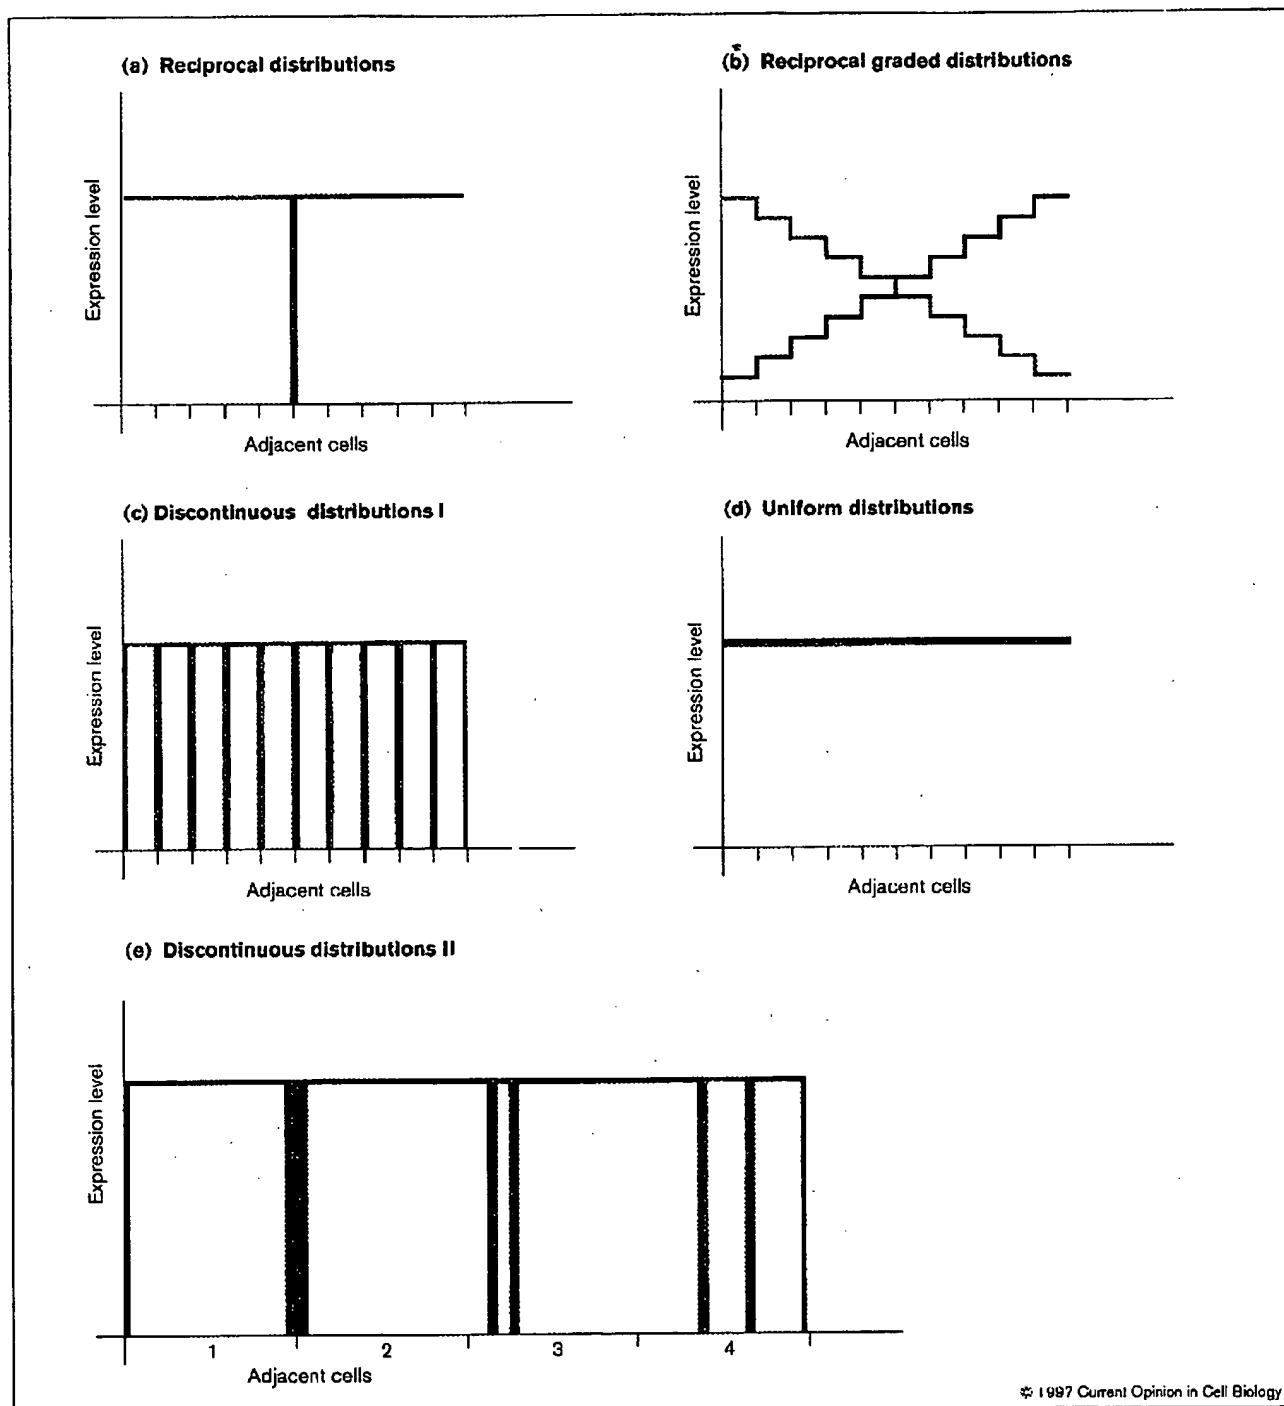 (a) Reciprocal distributions
(b) Reciprocal graded distributions
Expression level
Expression level
Adjacent cells
Adjacent cells
(c) Discontinuous distributions I
(d) Uniform distributions
Expression level
Expression level
Adjacent cells
Adjacent cells
(e) Discontinuous distributions II
Expression level
1 2 3 4
Adjacent cells
© 1997 Current Opinion in Cell Biology